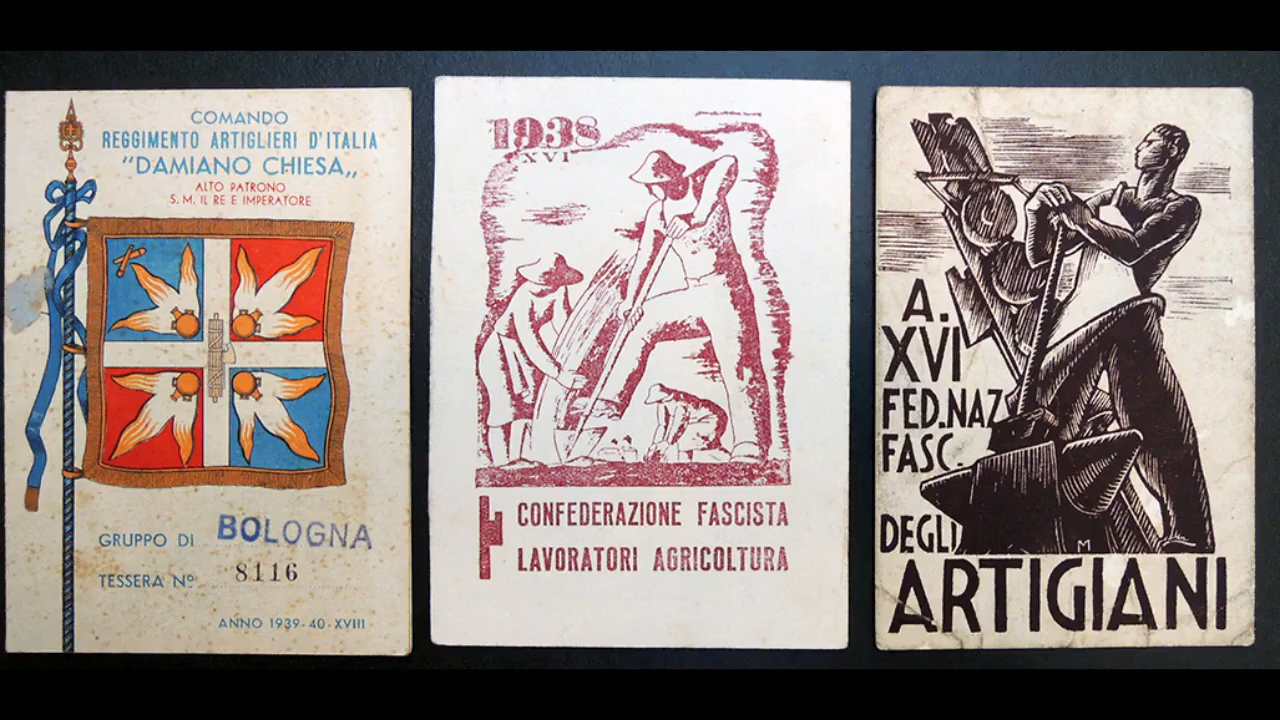 COMANDO
REGGIMENTO ARTIGLIERI D'ITALIA
"DAMIANO CHIESA„
ALTO PATRONO
S. M. IL RE E IMPERATORE
GRUPPO DI BOLOGNA
TESSERA Nº 8116
ANNO 1939-40-XVIII
1938
XVI
CONFEDERAZIONE FASCISTA
LAVORATORI AGRICOLTURA
A.
XVI
FED. NAZ
FASC.
DEGLI
M
ARTIGIANI